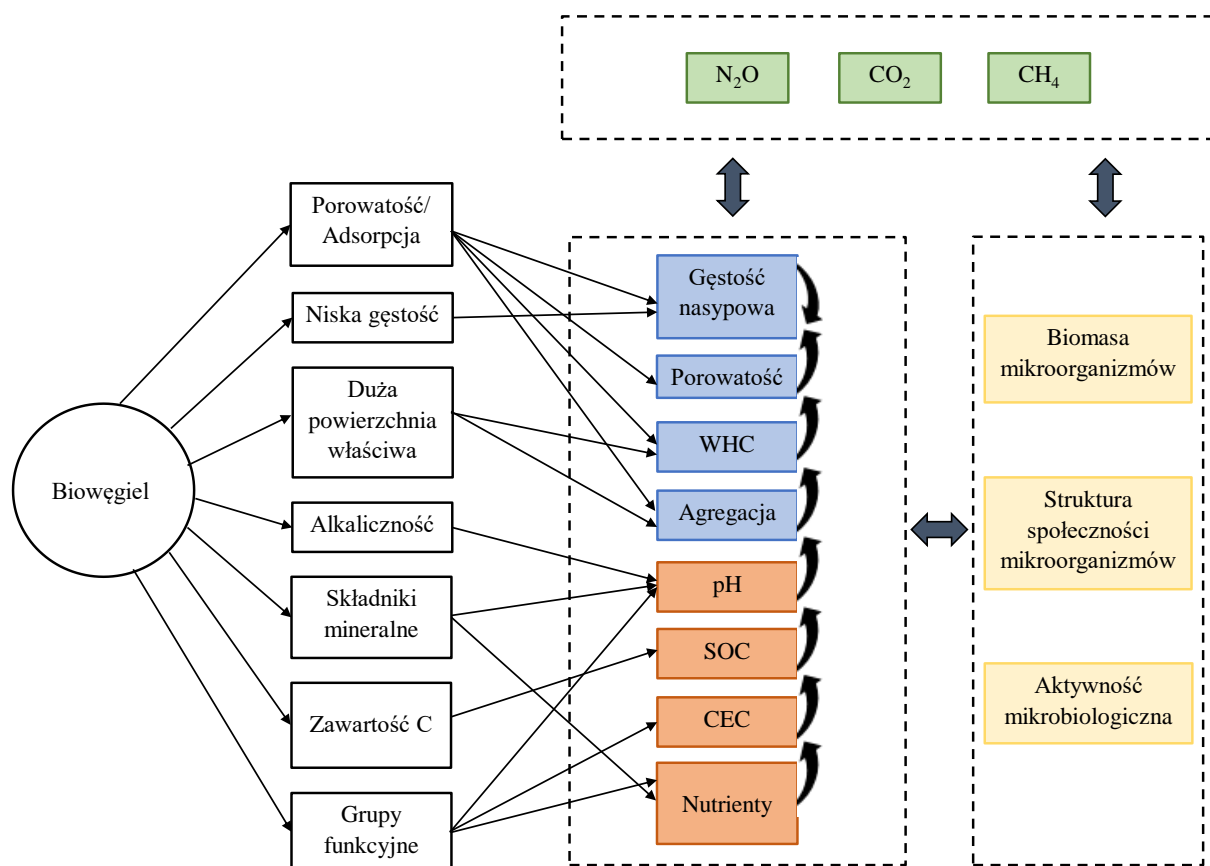 N₂O
CO₂
CH₄
Biowęgiel
Porowatość/
Adsorpcja
Niska gęstość
Duża
powierzchnia
właściwa
Alkaliczność
Składniki
mineralne
Zawartość C
Grupy
funkcyjne
Gęstość
nasypowa
Porowatość
WHC
Agregacja
pH
SOC
CEC
Nutrienty
Biomasa
mikroorganizmów
Struktura
społeczności
mikroorganizmów
Aktywność
mikrobiologiczna